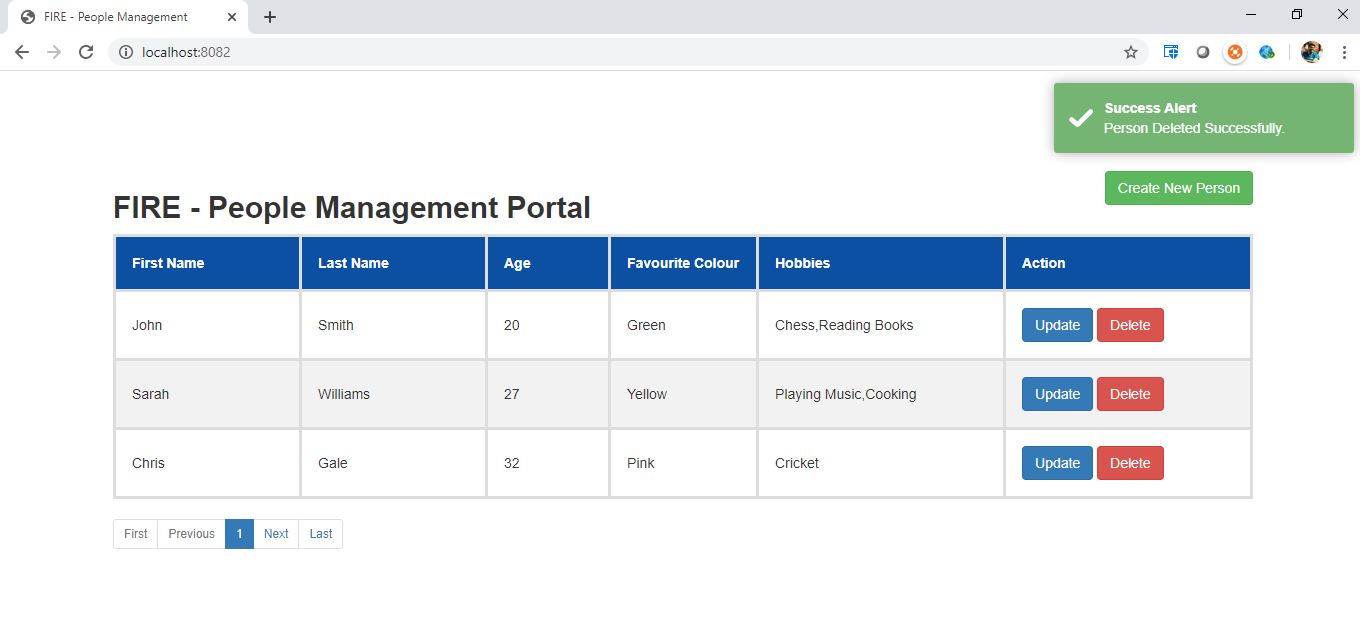 FIRE - People Management
localhost:8082
Success Alert
Person Deleted Successfully.
Create New Person
FIRE - People Management Portal
First Name Last Name Age Favourite Colour Hobbies Action
John Smith 20 Green Chess,Reading Books Update Delete
Sarah Williams 27 Yellow Playing Music,Cooking Update Delete
Chris Gale 32 Pink Cricket Update Delete
First Previous 1 Next Last